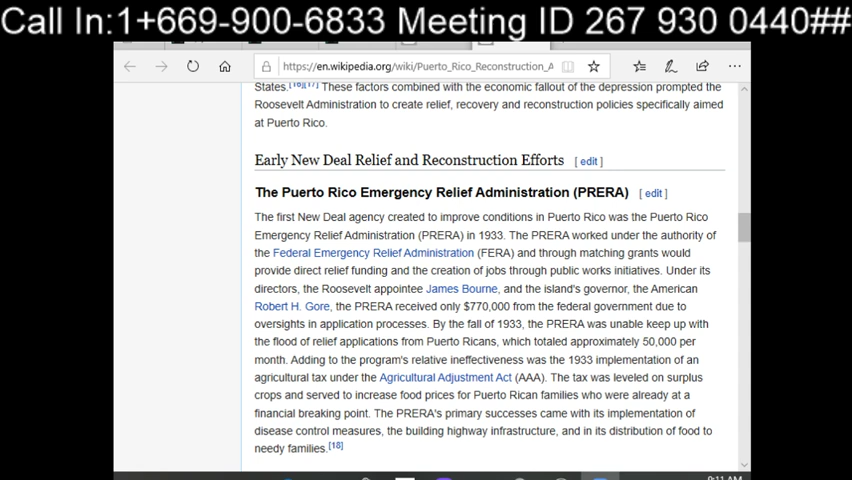 Call In:1+669-900-6833 Meeting ID 267 930 0440##
https://en.wikipedia.org/wiki/Puerto_Rico_Reconstruction_A
States.[16][17] These factors combined with the economic fallout of the depression prompted the
Roosevelt Administration to create relief, recovery and reconstruction policies specifically aimed
at Puerto Rico.
Early New Deal Relief and Reconstruction Efforts [ edit ]
The Puerto Rico Emergency Relief Administration (PRERA) [ edit ]
The first New Deal agency created to improve conditions in Puerto Rico was the Puerto Rico
Emergency Relief Administration (PRERA) in 1933. The PRERA worked under the authority of
the Federal Emergency Relief Administration (FERA) and through matching grants would
provide direct relief funding and the creation of jobs through public works initiatives. Under its
directors, the Roosevelt appointee James Bourne, and the island's governor, the American
Robert H. Gore, the PRERA received only $770,000 from the federal government due to
oversights in application processes. By the fall of 1933, the PRERA was unable keep up with
the flood of relief applications from Puerto Ricans, which totaled approximately 50,000 per
month. Adding to the program's relative ineffectiveness was the 1933 implementation of an
agricultural tax under the Agricultural Adjustment Act (AAA). The tax was leveled on surplus
crops and served to increase food prices for Puerto Rican families who were already at a
financial breaking point. The PRERA's primary successes came with its implementation of
disease control measures, the building highway infrastructure, and in its distribution of food to
needy families.[18]
9:11 AM